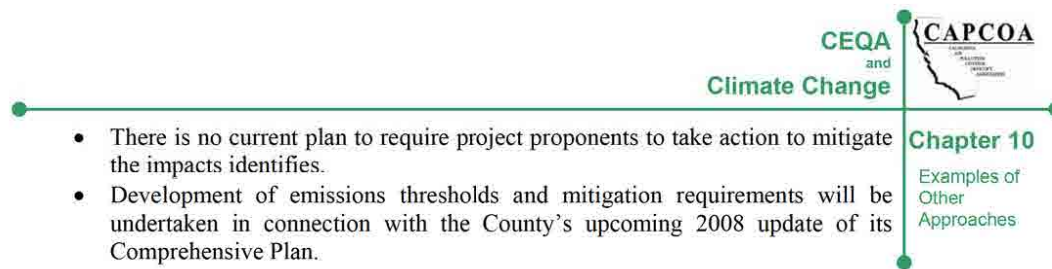 CEQA
and
Climate Change
CAPCOA
Chapter 10
Examples of
Other
Approaches
• There is no current plan to require project proponents to take action to mitigate
the impacts identifies.
• Development of emissions thresholds and mitigation requirements will be
undertaken in connection with the County's upcoming 2008 update of its
Comprehensive Plan.